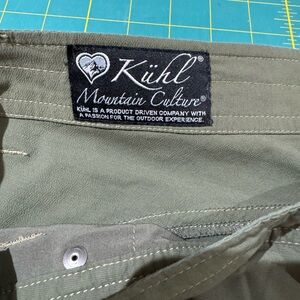 Kühl®
Mountain Culture®
KÜHL IS A PRODUCT DRIVEN COMPANY WITH
A PASSION FOR THE OUTDOOR EXPERIENCE.